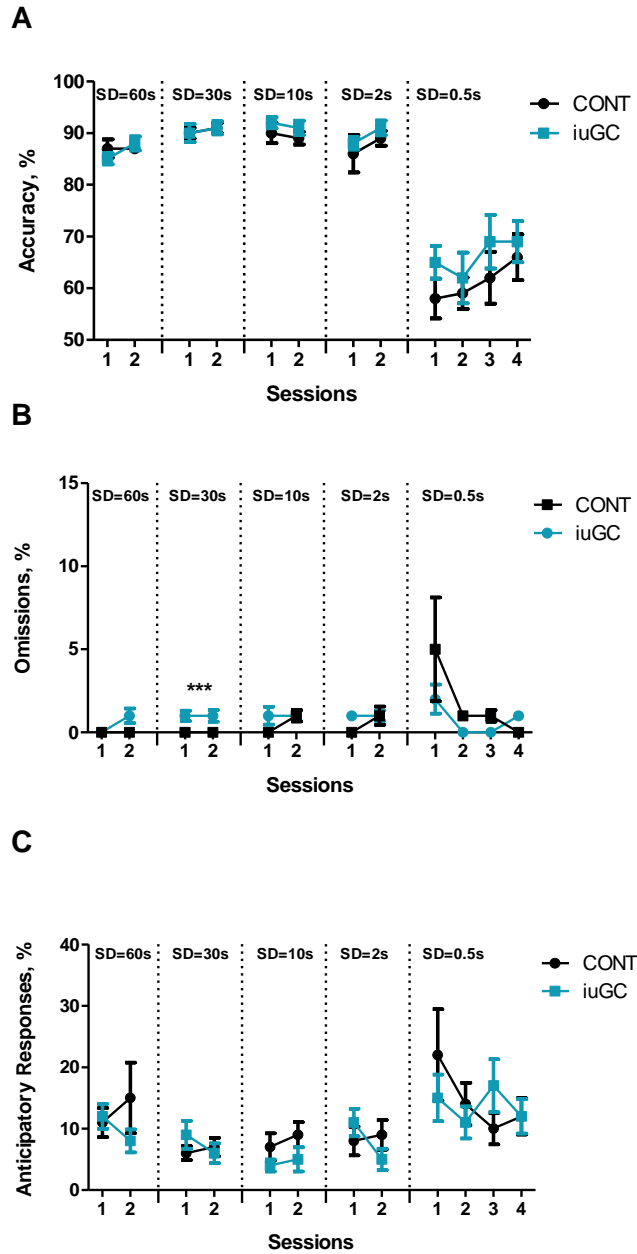 A
SD=60s SD=30s SD=10s SD=2s SD=0.5s
CONT
iuGC
Accuracy, %
100
90
80
70
60
50
1 2 1 2 1 2 1 2 1 2 3 4
Sessions
B
SD=60s SD=30s SD=10s SD=2s SD=0.5s
CONT
iuGC
Omissions, %
15
10
5
0
***
1 2 1 2 1 2 1 2 1 2 3 4
Sessions
C
SD=60s SD=30s SD=10s SD=2s SD=0.5s
CONT
iuGC
Anticipatory Responses, %
40
30
20
10
0
1 2 1 2 1 2 1 2 1 2 3 4
Sessions